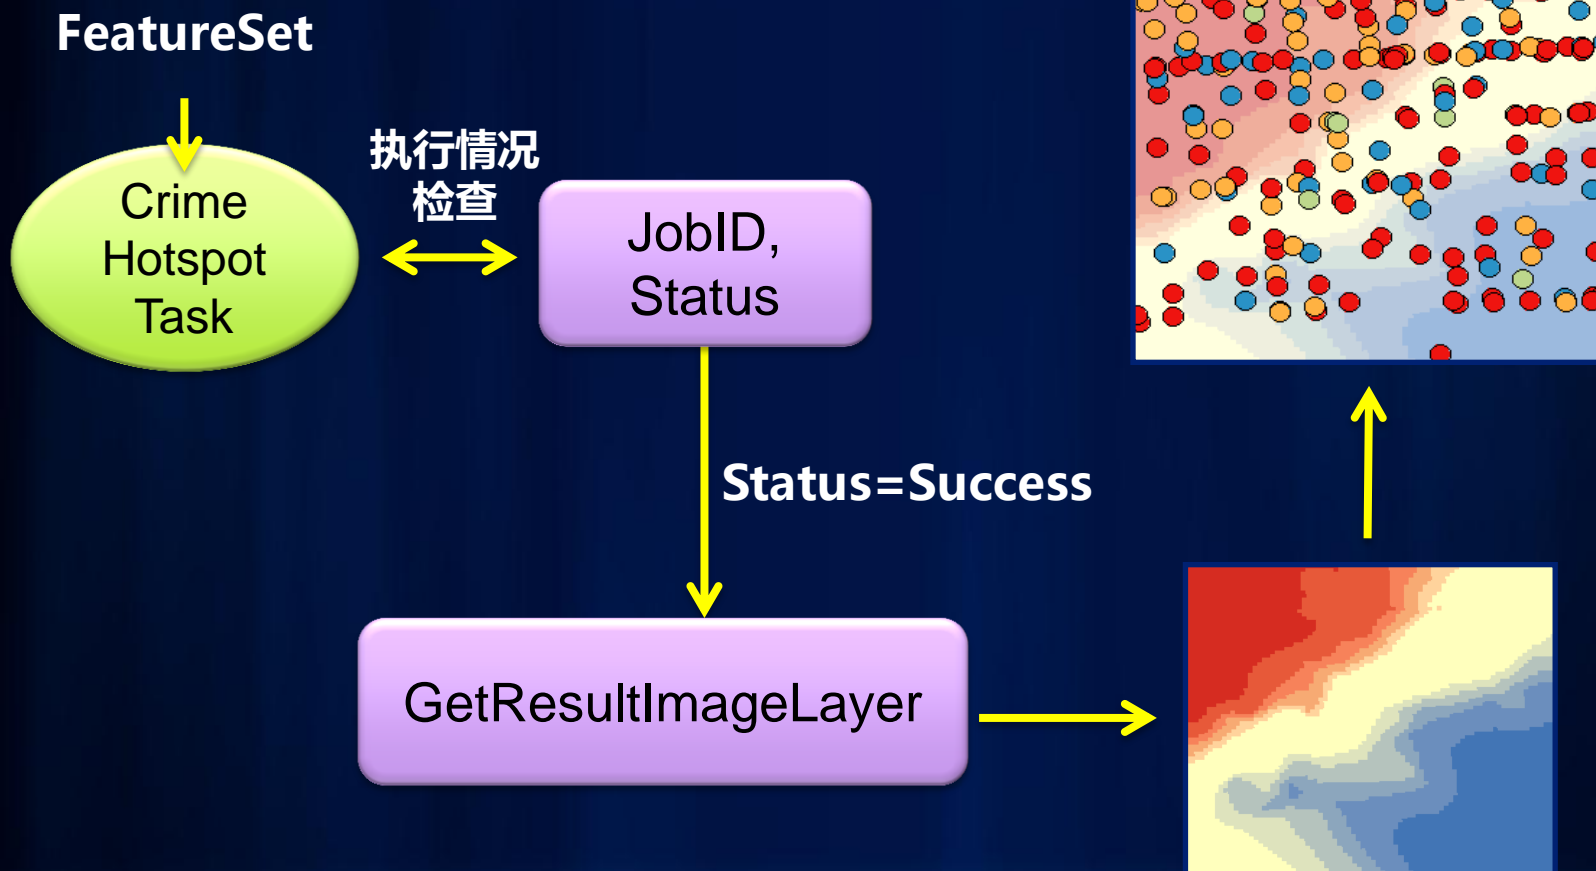 FeatureSet
Crime
Hotspot
Task
执行情况
检查
JobID,
Status
Status=Success
GetResultImageLayer